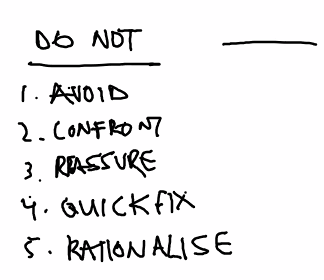 DO NOT
1. AVOID
2. CONFRONT
3. REASSURE
4. QUICKFIX
5. RATIONALISE